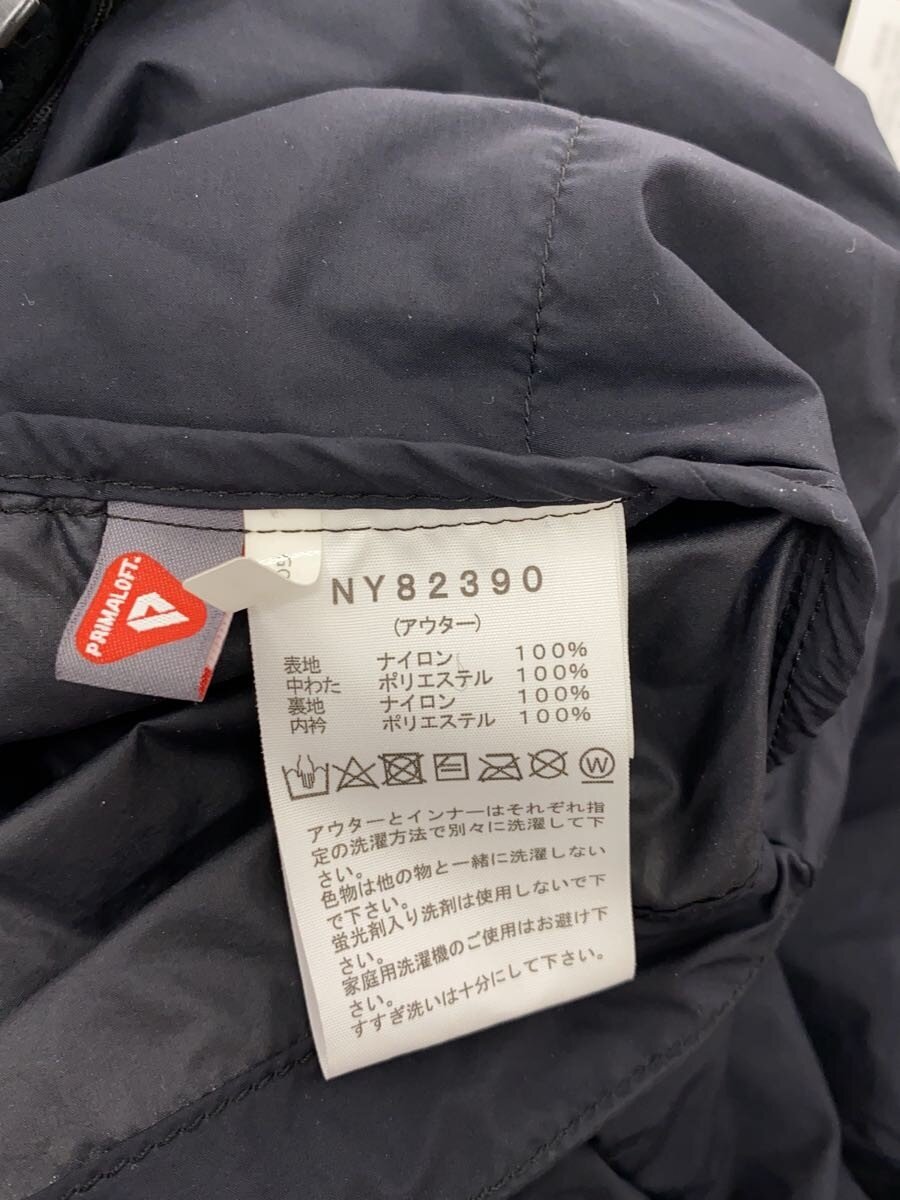 PRIMALOFT
NY82390
(アウター)
表地 ナイロン 100%
中わた ポリエステル 100%
裏地 ナイロン 100%
内衿 ポリエステル 100%
W
アウターとインナーはそれぞれ指
定の洗濯方法で別々に洗濯して下
さい。
色物は他の物と一緒に洗濯しない
で下さい。
蛍光剤入り洗剤は使用しないで下
さい。
家庭用洗濯機のご使用はお避け下
さい。
すすぎ洗いは十分にして下さい。